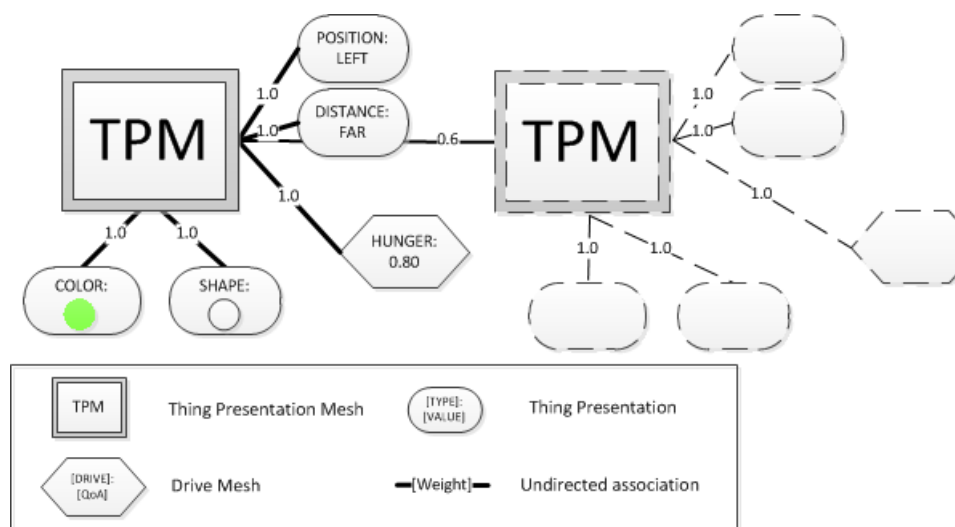 POSITION:
LEFT
1.0
1.0
TPM
DISTANCE:
FAR
1.0
1.0
0.6
TPM
1.0
1.0
1.0
1.0
HUNGER:
0.80
1.0
1.0
COLOR:
SHAPE:
TPM
Thing Presentation Mesh
[TYPE]:
[VALUE]
Thing Presentation
[DRIVE]:
[QoA]
Drive Mesh
[Weight]
Undirected association